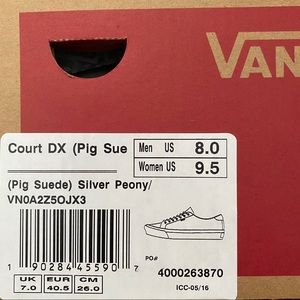 VAN
Court DX (Pig Sue
Men US 8.0
Women US 9.5
(Pig Suede) Silver Peony/
VN0A2Z5OJX3
1 90284 45590 7
PO# 4000263870
UK EUR CM
7.0 40.5 26.0
ICC-05/16